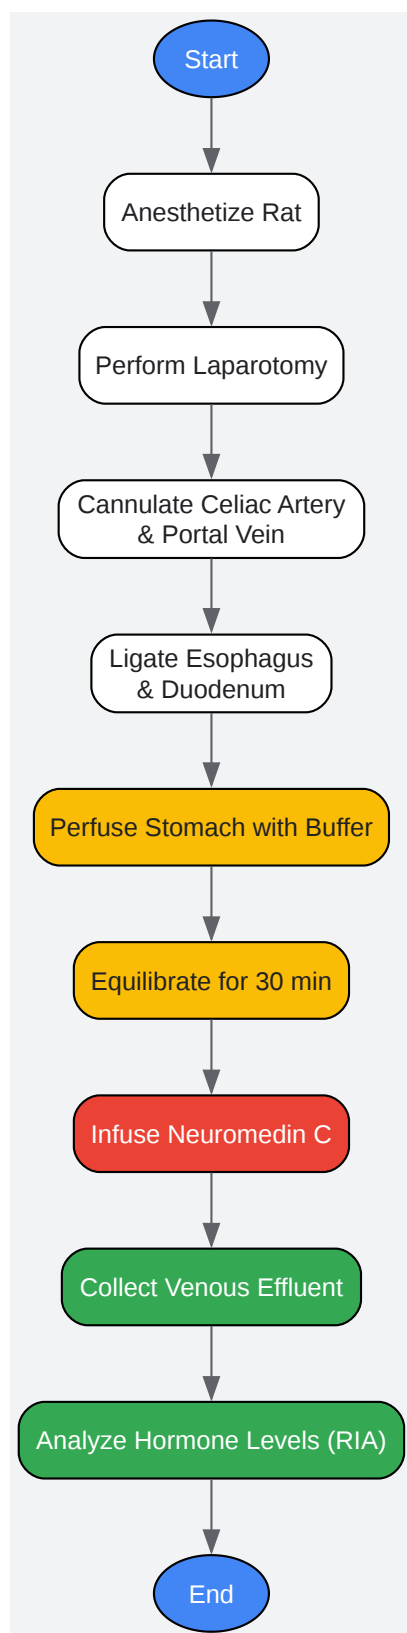 Start
Anesthetize Rat
Perform Laparotomy
Cannulate Celiac Artery
& Portal Vein
Ligate Esophagus
& Duodenum
Perfuse Stomach with Buffer
Equilibrate for 30 min
Infuse Neuromedin C
Collect Venous Effluent
Analyze Hormone Levels (RIA)
End